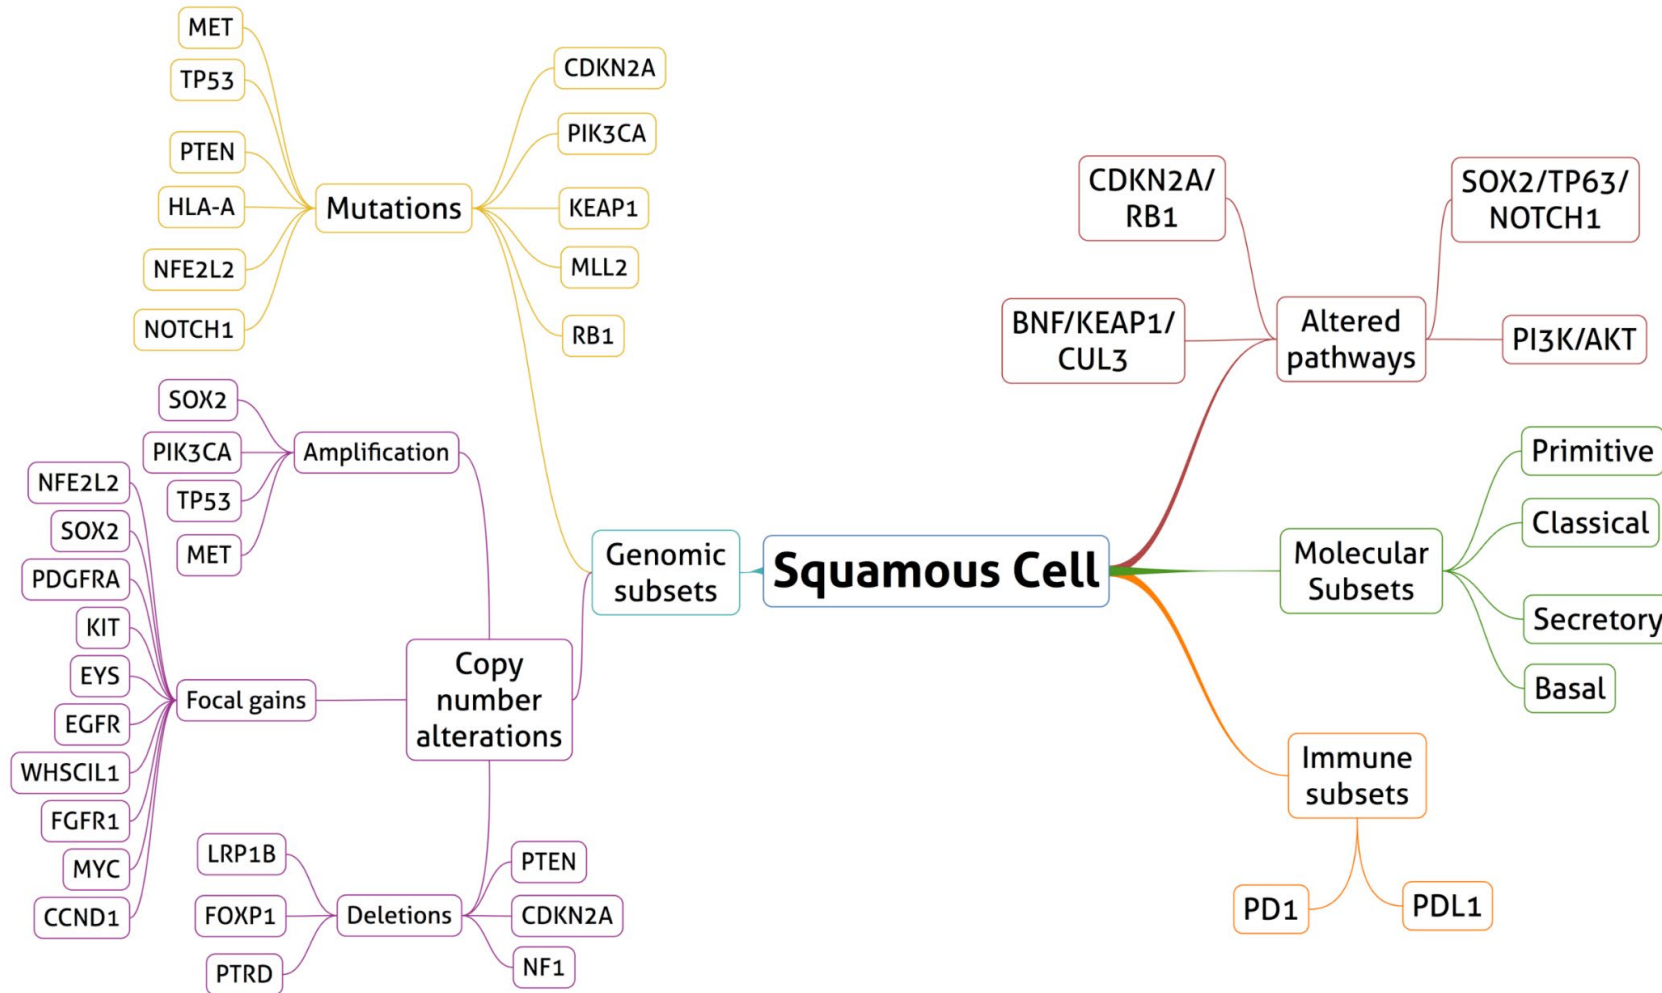 MET
TP53
PTEN
HLA-A
NFE2L2
NOTCH1
Mutations
CDKN2A
PIK3CA
KEAP1
MLL2
RB1
SOX2
PIK3CA
TP53
MET
Amplification
NFE2L2
SOX2
PDGFRA
KIT
EYS
EGFR
WHSCIL1
FGFR1
MYC
CCND1
Focal gains
Copy
number
alterations
LRP1B
FOXP1
PTRD
Deletions
PTEN
CDKN2A
NF1
Genomic
subsets
Squamous Cell
CDKN2A/
RB1
BNF/KEAP1/
CUL3
Altered
pathways
SOX2/TP63/
NOTCH1
PI3K/AKT
Molecular
Subsets
Primitive
Classical
Secretory
Basal
Immune
subsets
PD1
PDL1